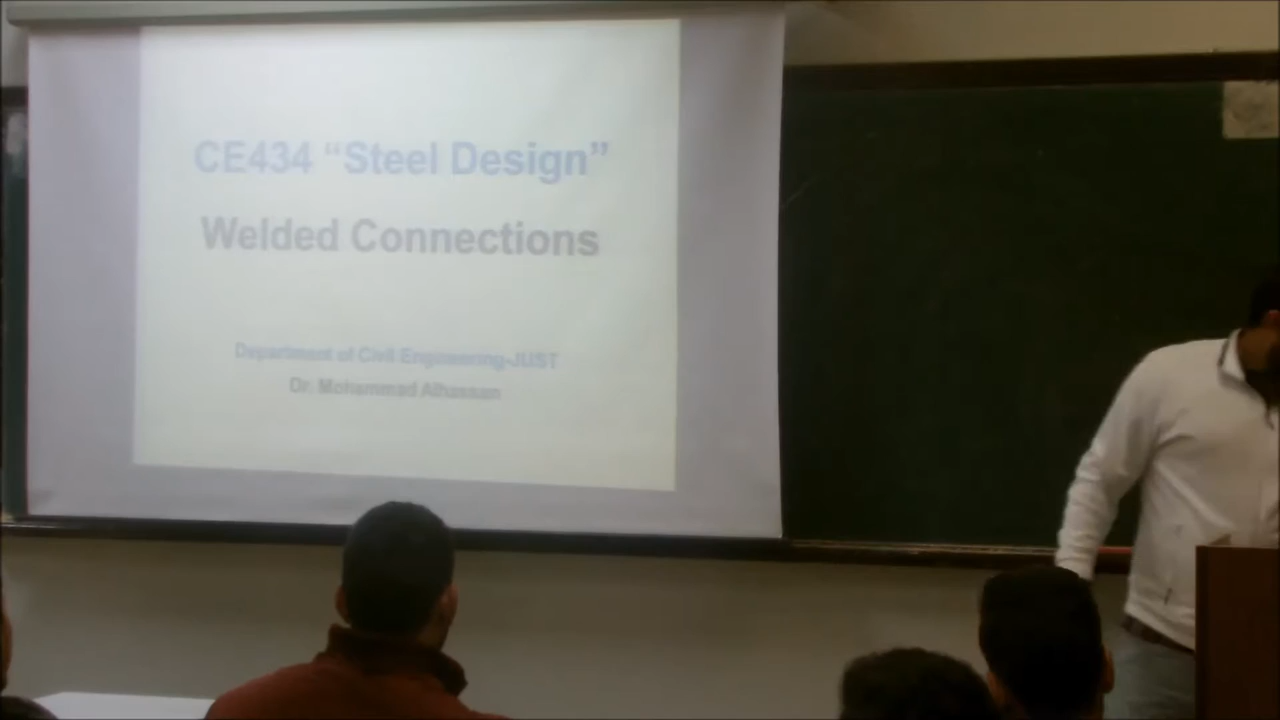 CE434 “Steel Design”
Welded Connections
Department of Civil Engineering-JUST
Dr. Mohammad Alhassan